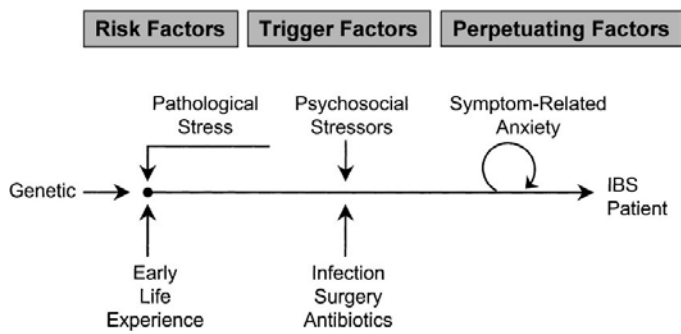 Risk Factors
Trigger Factors
Perpetuating Factors
Pathological
Stress
Psychosocial
Stressors
Symptom-Related
Anxiety
Genetic
IBS
Patient
Early
Life
Experience
Infection
Surgery
Antibiotics